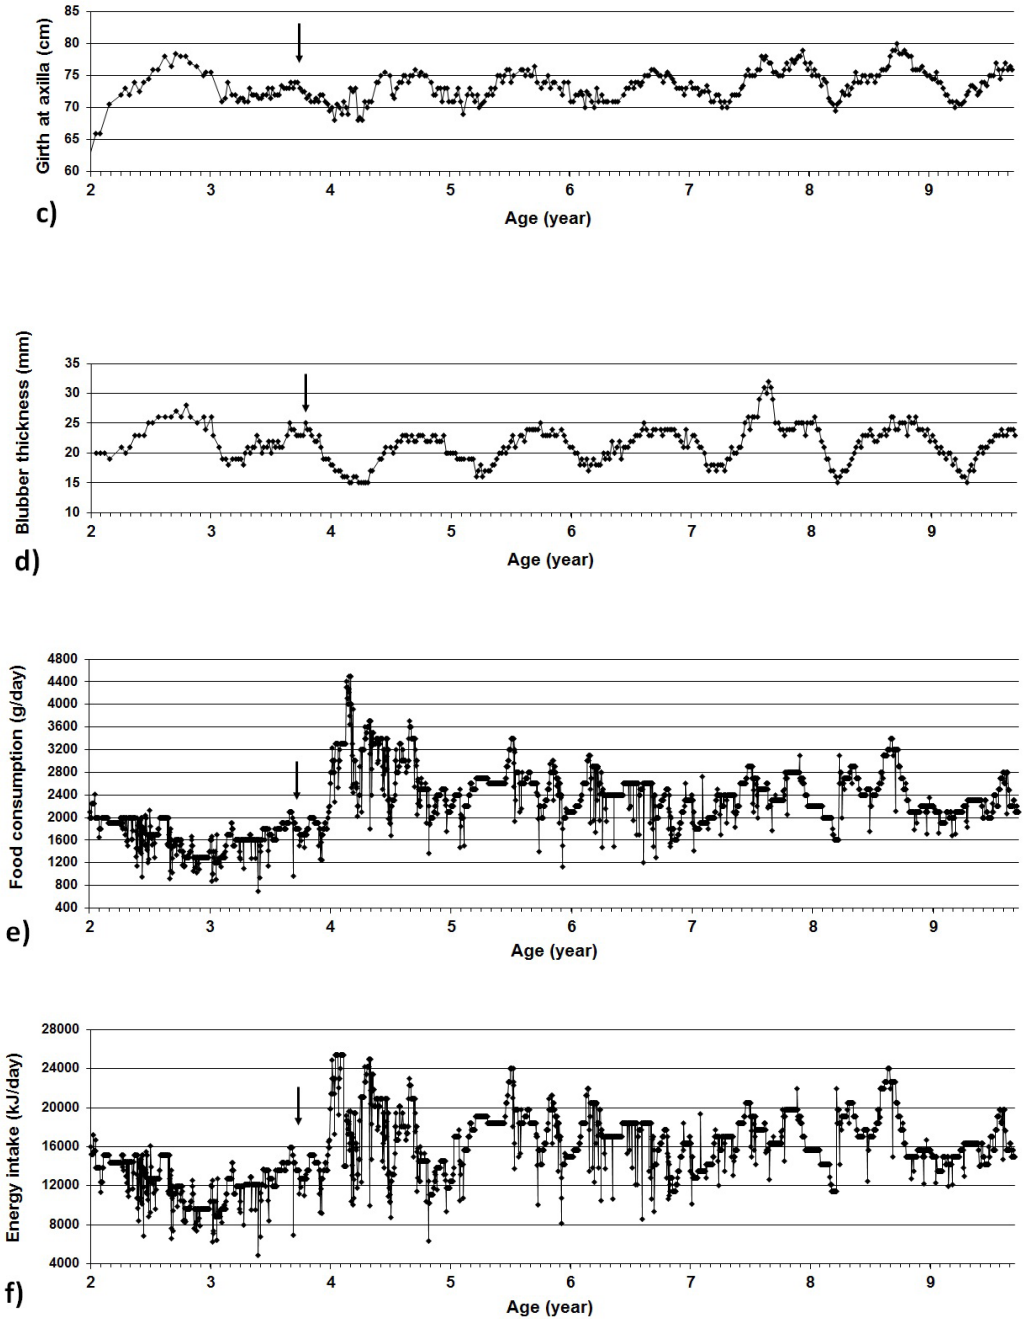 85
80
75
70
65
60
Girth at axilla (cm)
2 3 4 5 6 7 8 9
Age (year)
c)
35
30
25
20
15
10
Blubber thickness (mm)
2 3 4 5 6 7 8 9
Age (year)
d)
4800
4400
4000
3600
3200
2800
2400
2000
1600
1200
800
400
Food consumption (g/day)
2 3 4 5 6 7 8 9
Age (year)
e)
28000
24000
20000
16000
12000
8000
4000
Energy intake (kJ/day)
2 3 4 5 6 7 8 9
Age (year)
f)